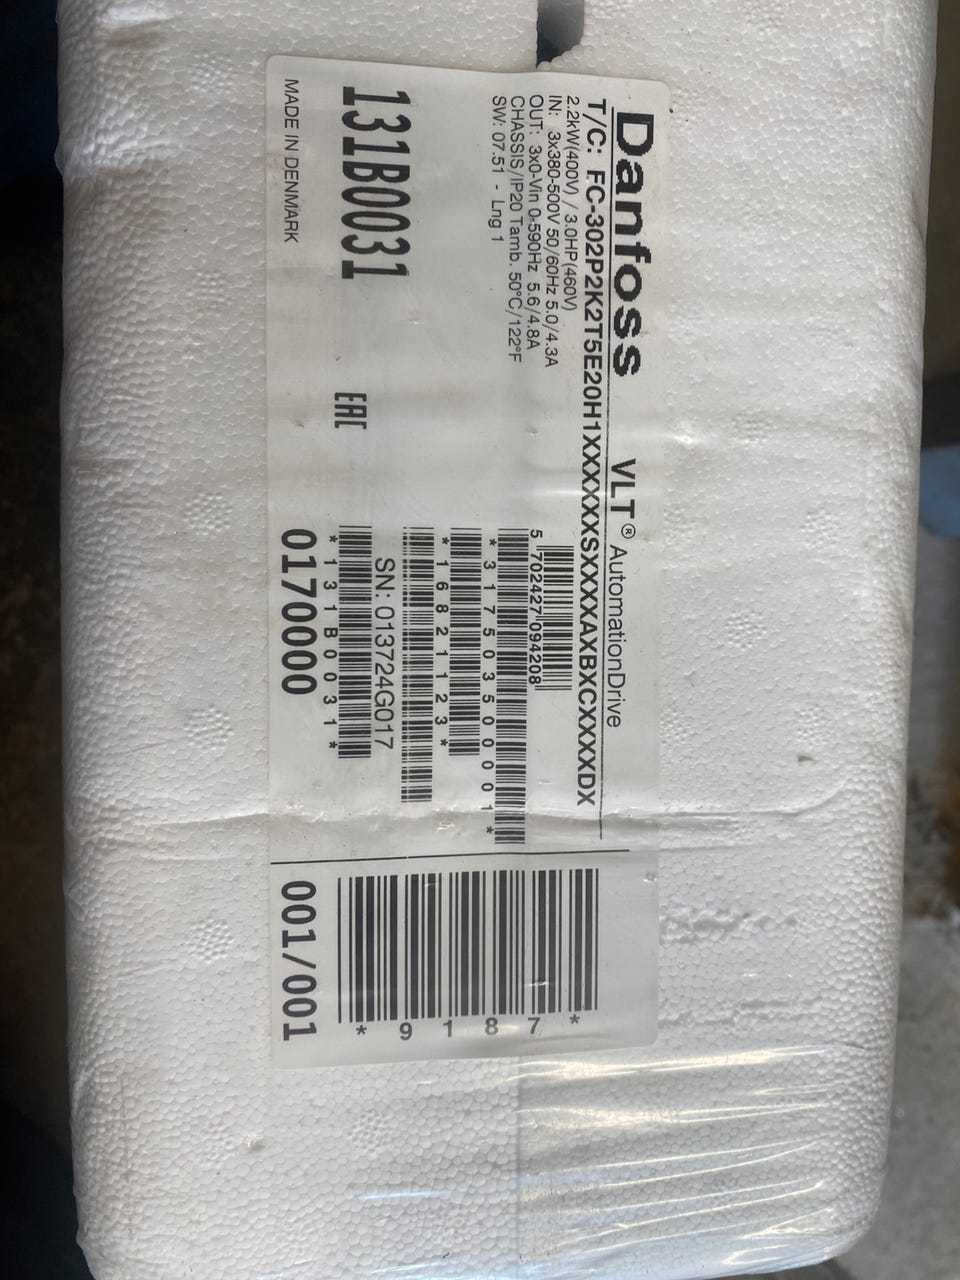 Danfoss VLT® AutomationDrive
T/C: FC-302P2K2T5E20H1XXXXXXSXXXXAXBXCXXXXDX
2.2kW(400V) / 3.0HP(460V)
IN: 3x380-500V 50/60Hz 5.0/4.3A
OUT: 3x0-Vin 0-590Hz 5.6/4.8A
CHASSIS/IP20 Tamb. 50°C/122°F
SW: 07.51 - Lng 1
5 702427 094208
*317503500001*
*16821123*
SN: 013724G017
131B0031
EAC
*131B0031*
MADE IN DENMARK
0170000
*9187*
001/001